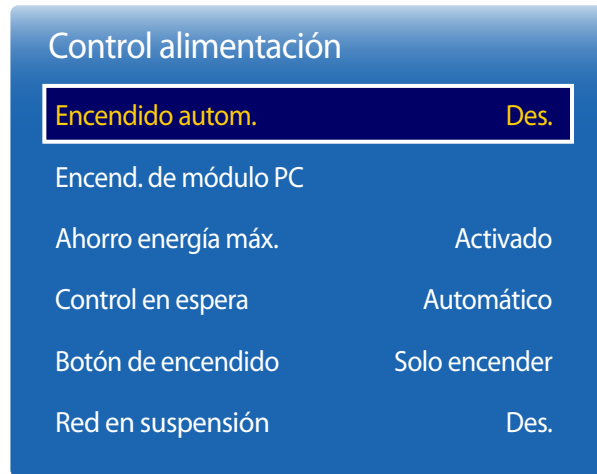 Control alimentación
Encendido autom. Des.
Encend. de módulo PC
Ahorro energía máx. Activado
Control en espera Automático
Botón de encendido Solo encender
Red en suspensión Des.